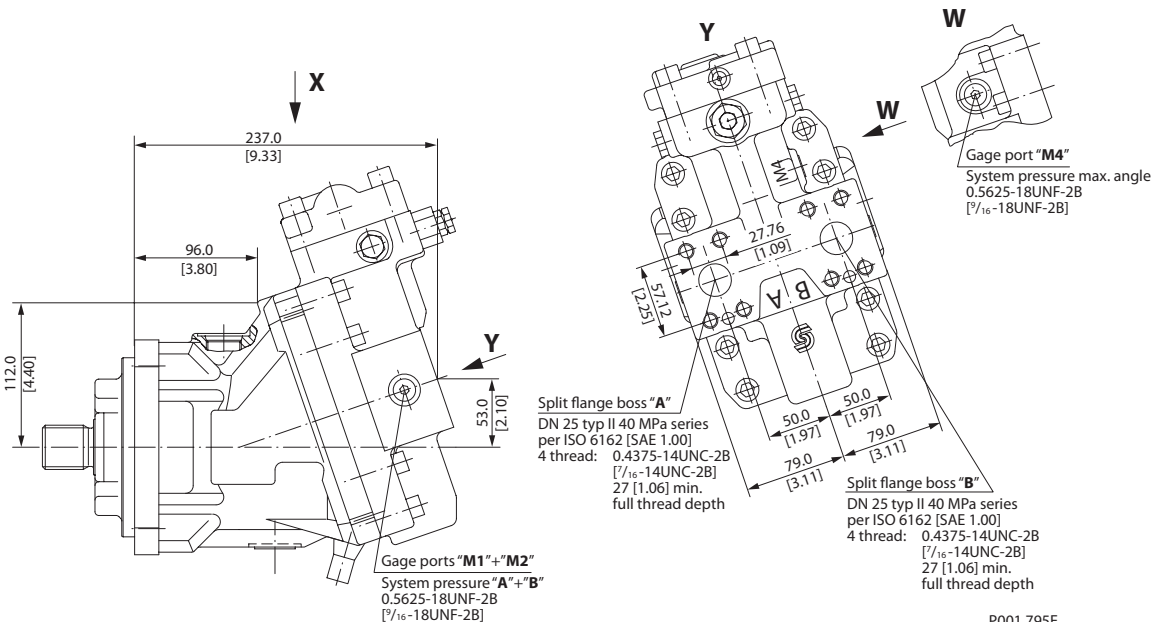 X
237.0
[9.33]
96.0
[3.80]
112.0
[4.40]
Y
53.0
[2.10]
Gage ports "M1"+"M2"
System pressure "A"+"B"
0.5625-18UNF-2B
[9/16-18UNF-2B]
Y
W
W
M4
Gage port "M4"
System pressure max. angle
0.5625-18UNF-2B
[9/16-18UNF-2B]
27.76
[1.09]
57.12
[2.25]
B A
50.0
[1.97]
50.0
[1.97]
79.0
[3.11]
79.0
[3.11]
Split flange boss "A"
DN 25 typ II 40 MPa series
per ISO 6162 [SAE 1.00]
4 thread: 0.4375-14UNC-2B
[7/16-14UNC-2B]
27 [1.06] min.
full thread depth
Split flange boss "B"
DN 25 typ II 40 MPa series
per ISO 6162 [SAE 1.00]
4 thread: 0.4375-14UNC-2B
[7/16-14UNC-2B]
27 [1.06] min.
full thread depth
P001 795E